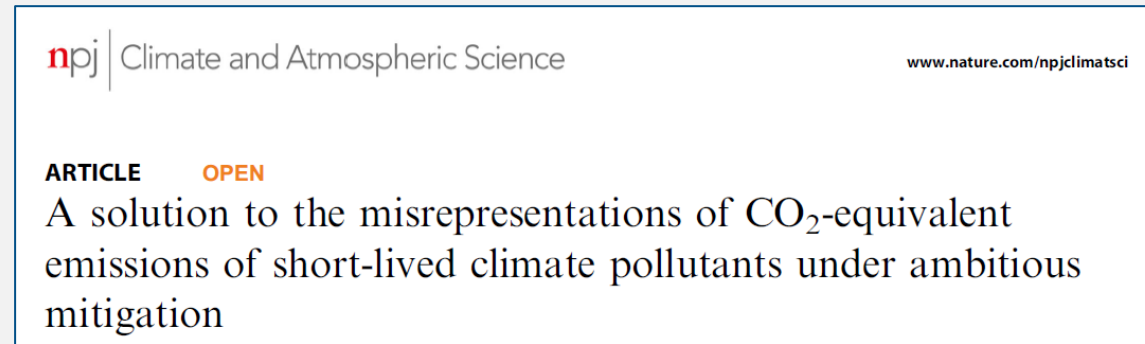 npj Climate and Atmospheric Science
www.nature.com/npjclimatsci
ARTICLE OPEN
A solution to the misrepresentations of CO₂-equivalent
emissions of short-lived climate pollutants under ambitious
mitigation